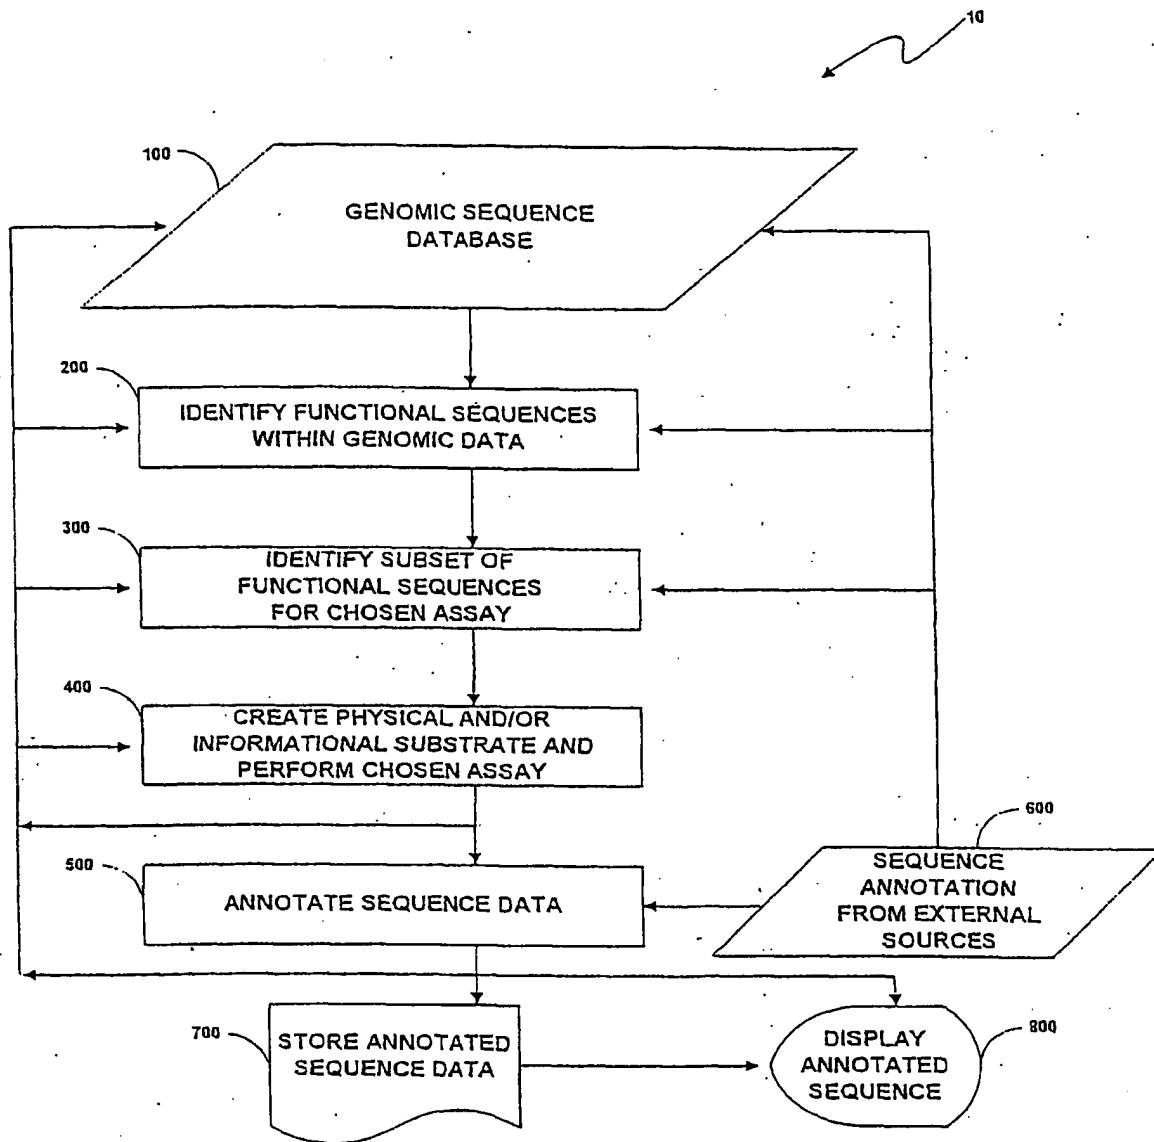 10
100
GENOMIC SEQUENCE
DATABASE
200
IDENTIFY FUNCTIONAL SEQUENCES
WITHIN GENOMIC DATA
300
IDENTIFY SUBSET OF
FUNCTIONAL SEQUENCES
FOR CHOSEN ASSAY
400
CREATE PHYSICAL AND/OR
INFORMATIONAL SUBSTRATE AND
PERFORM CHOSEN ASSAY
500
ANNOTATE SEQUENCE DATA
600
SEQUENCE
ANNOTATION
FROM EXTERNAL
SOURCES
700
STORE ANNOTATED
SEQUENCE DATA
800
DISPLAY
ANNOTATED
SEQUENCE